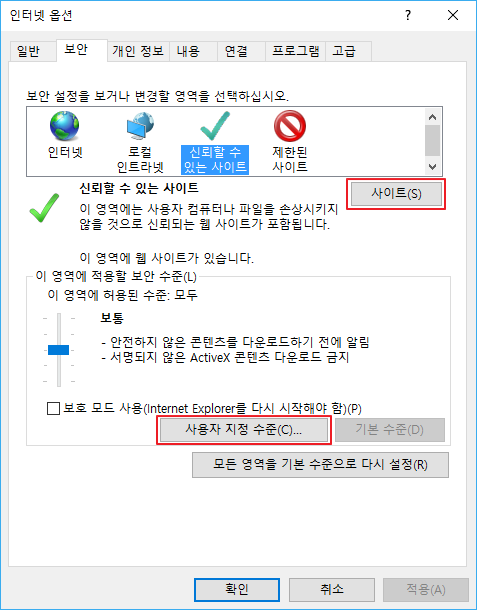 인터넷 옵션
일반 보안 개인 정보 내용 연결 프로그램 고급
보안 설정을 보거나 변경할 영역을 선택하십시오.
인터넷
로컬
인트라넷
신뢰할 수
있는 사이트
제한된
사이트
신뢰할 수 있는 사이트
사이트(S)
이 영역에는 사용자 컴퓨터나 파일을 손상시키지
않을 것으로 신뢰되는 웹 사이트가 포함됩니다.
이 영역에 웹 사이트가 있습니다.
이 영역에 적용할 보안 수준(L)
이 영역에 허용된 수준: 모두
보통
- 안전하지 않은 콘텐츠를 다운로드하기 전에 알림
- 서명되지 않은 ActiveX 콘텐츠 다운로드 금지
보호 모드 사용(Internet Explorer를 다시 시작해야 함)(P)
사용자 지정 수준(C)... 기본 수준(D)
모든 영역을 기본 수준으로 다시 설정(R)
확인 취소 적용(A)